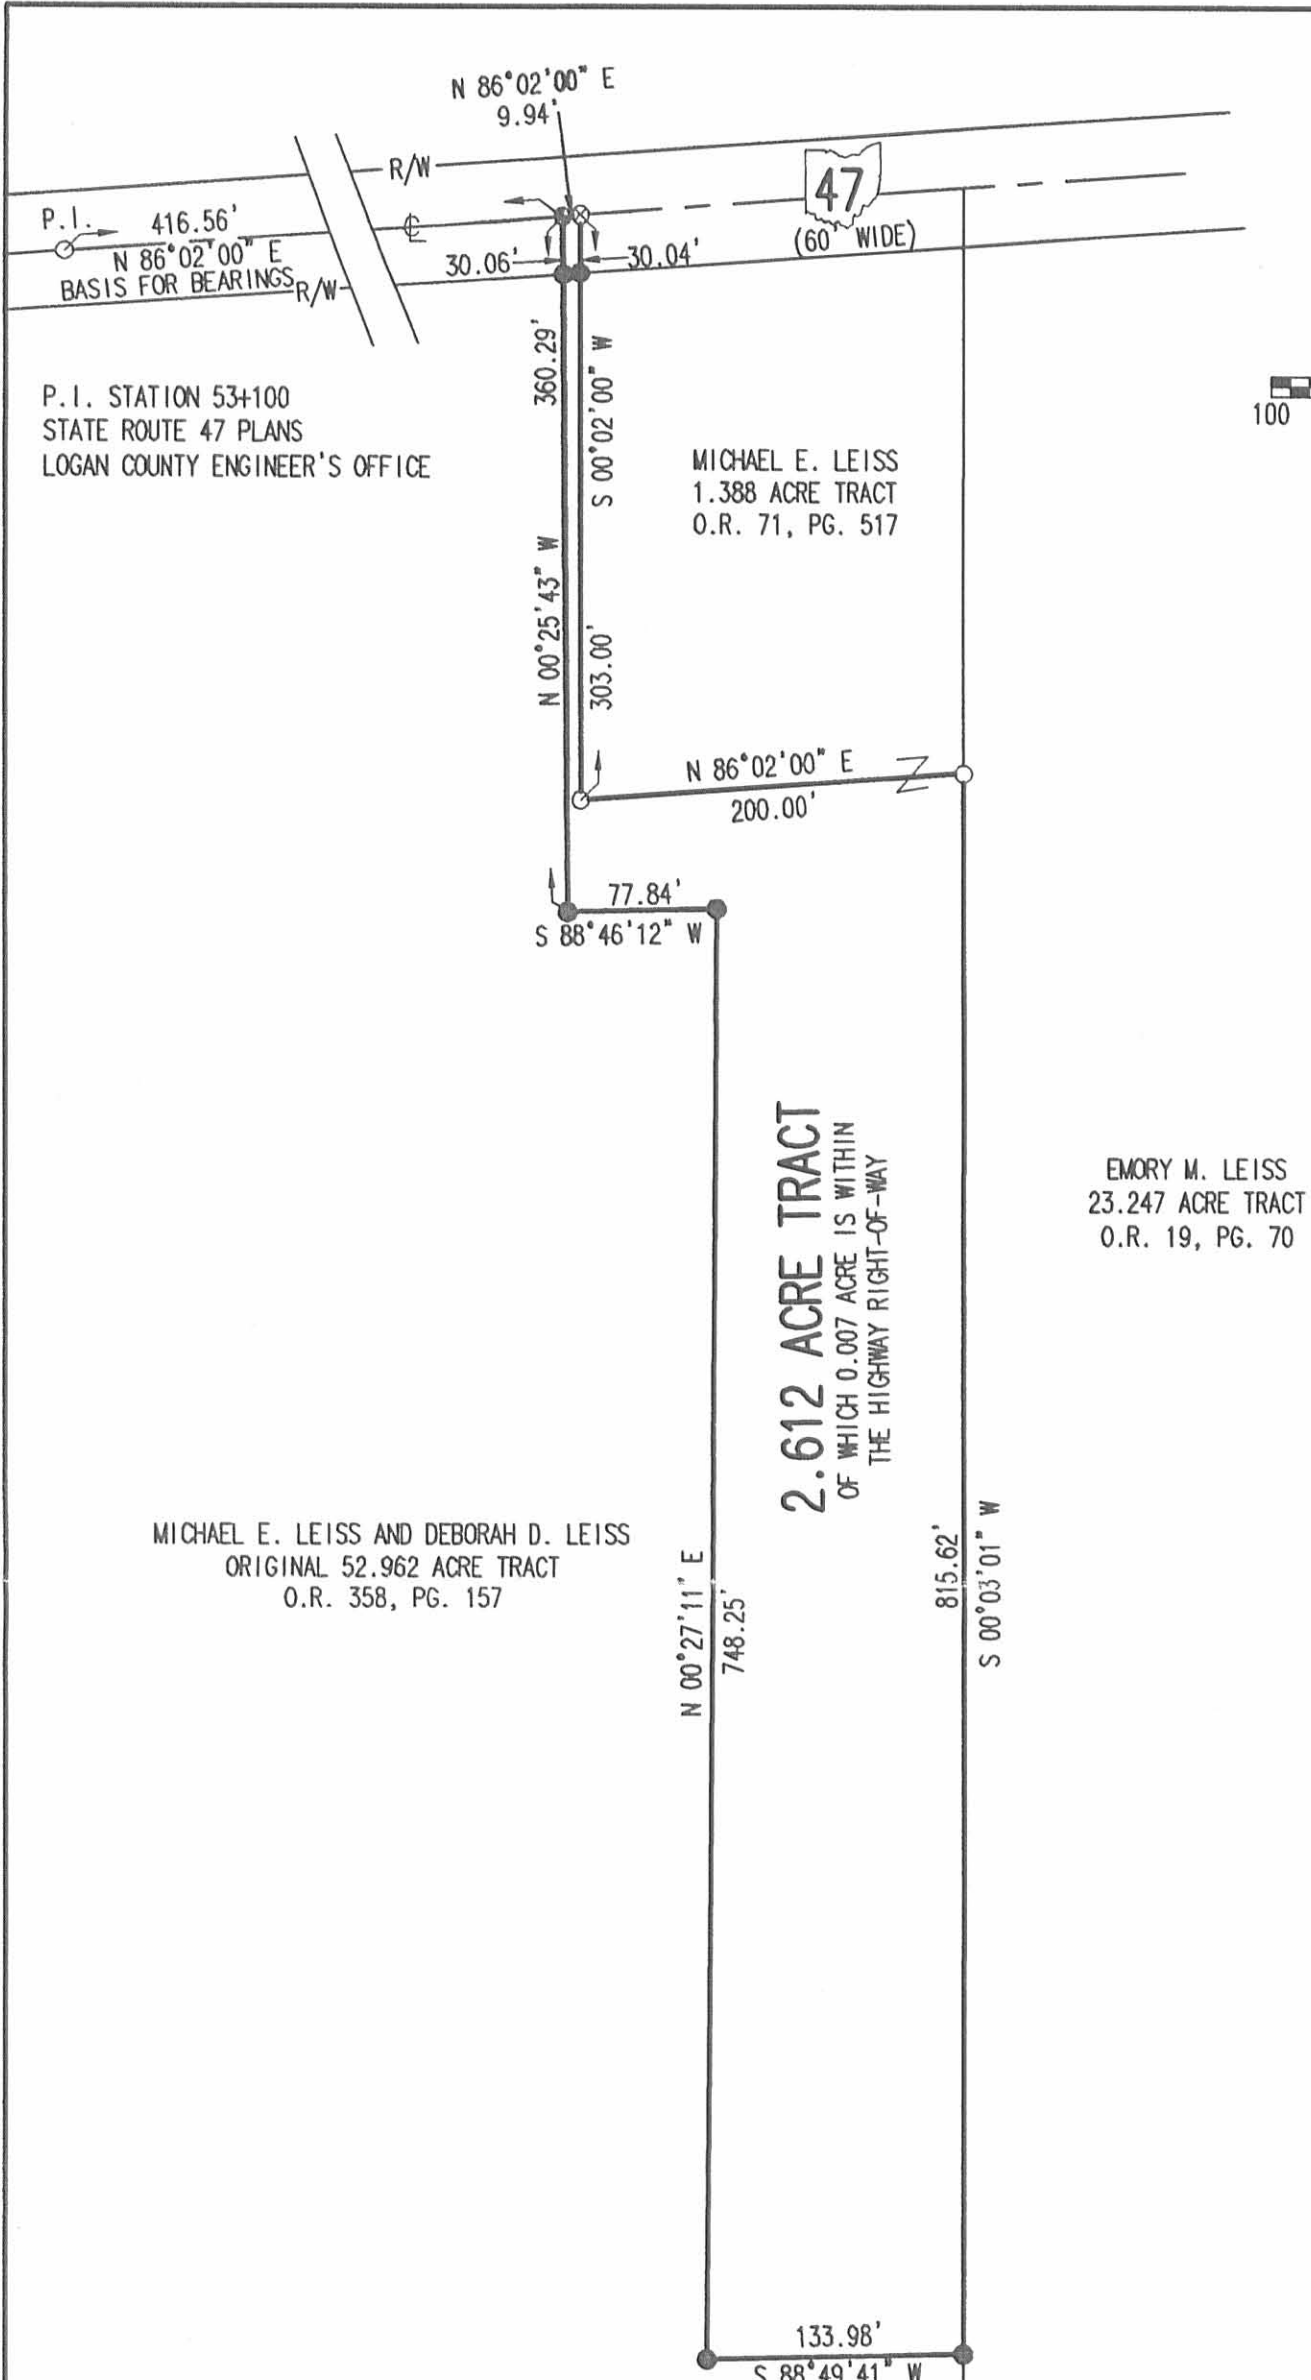 N 86°02'00" E
9.94'
R/W
47
(60' WIDE)
P.I.
416.56'
℄
N 86°02'00" E
BASIS FOR BEARINGS
R/W
30.06'
30.04'
360.29'
S 00°02'00" W
P.I. STATION 53+100
STATE ROUTE 47 PLANS
LOGAN COUNTY ENGINEER'S OFFICE
100
MICHAEL E. LEISS
1.388 ACRE TRACT
O.R. 71, PG. 517
N 00°25'43" W
303.00'
N 86°02'00" E
200.00'
77.84'
S 88°46'12" W
2.612 ACRE TRACT
OF WHICH 0.007 ACRE IS WITHIN
THE HIGHWAY RIGHT-OF-WAY
EMORY M. LEISS
23.247 ACRE TRACT
O.R. 19, PG. 70
MICHAEL E. LEISS AND DEBORAH D. LEISS
ORIGINAL 52.962 ACRE TRACT
O.R. 358, PG. 157
N 00°27'11" E
748.25'
815.62'
S 00°03'01" W
133.98'
S 88°49'41" W